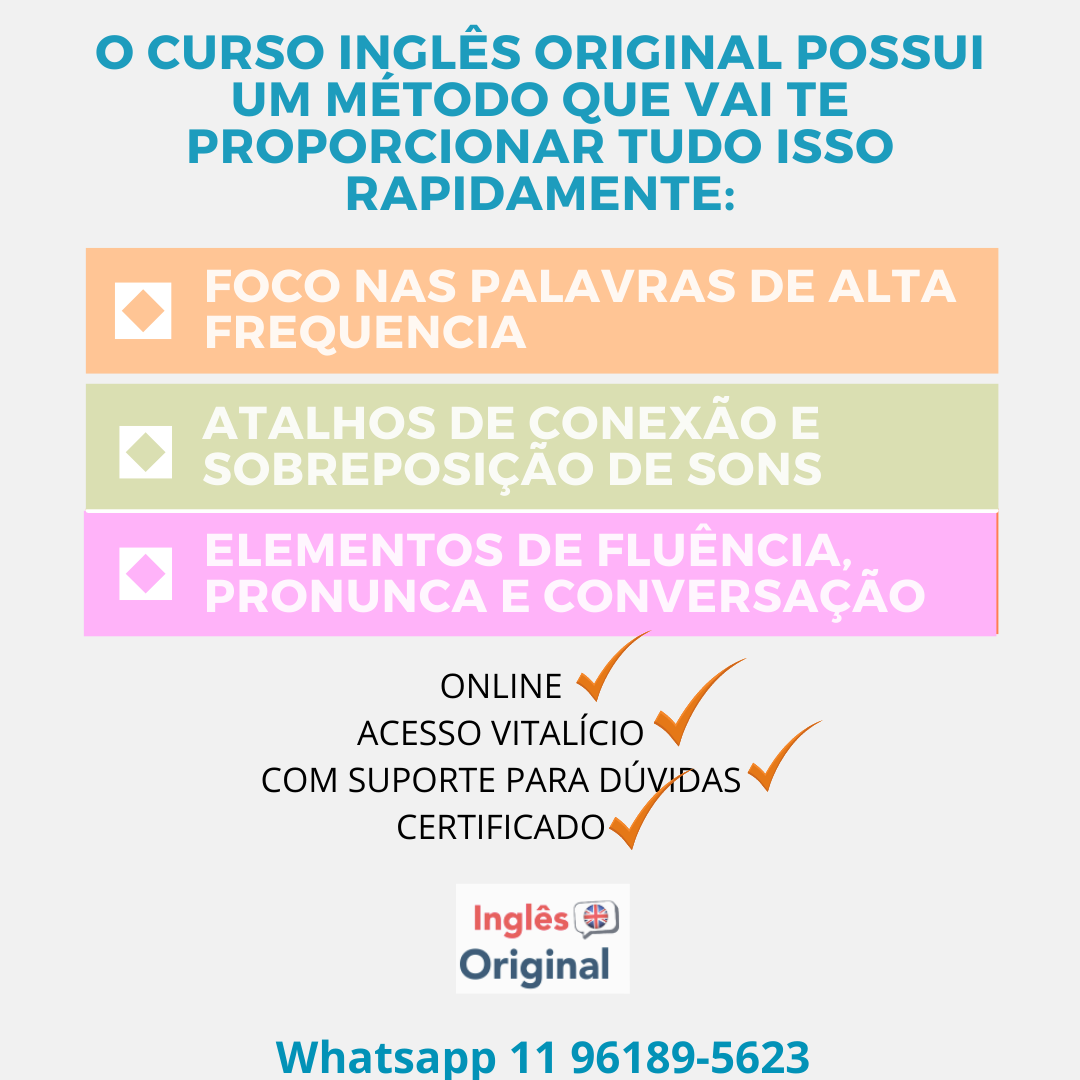 O CURSO INGLÊS ORIGINAL POSSUI
UM MÉTODO QUE VAI TE
PROPORCIONAR TUDO ISSO
RAPIDAMENTE:
FOCO NAS PALAVRAS DE ALTA
FREQUENCIA
ATALHOS DE CONEXÃO E
SOBREPOSIÇÃO DE SONS
ELEMENTOS DE FLUÊNCIA,
PRONUNCA E CONVERSAÇÃO
ONLINE
ACESSO VITALÍCIO
COM SUPORTE PARA DÚVIDAS
CERTIFICADO
Inglês
Original
Whatsapp 11 96189-5623